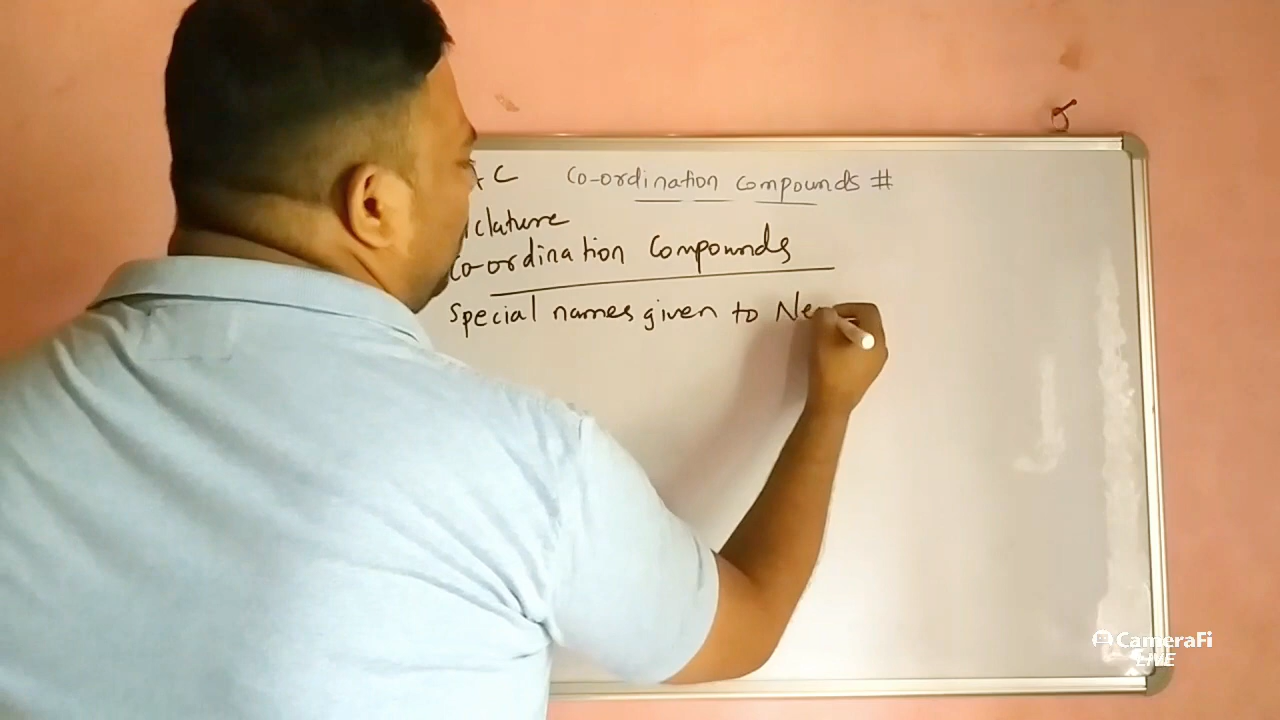 C Co-ordination Compounds #
clature
Co-ordination Compounds
Special names given to Ne
CameraFi
LIVE